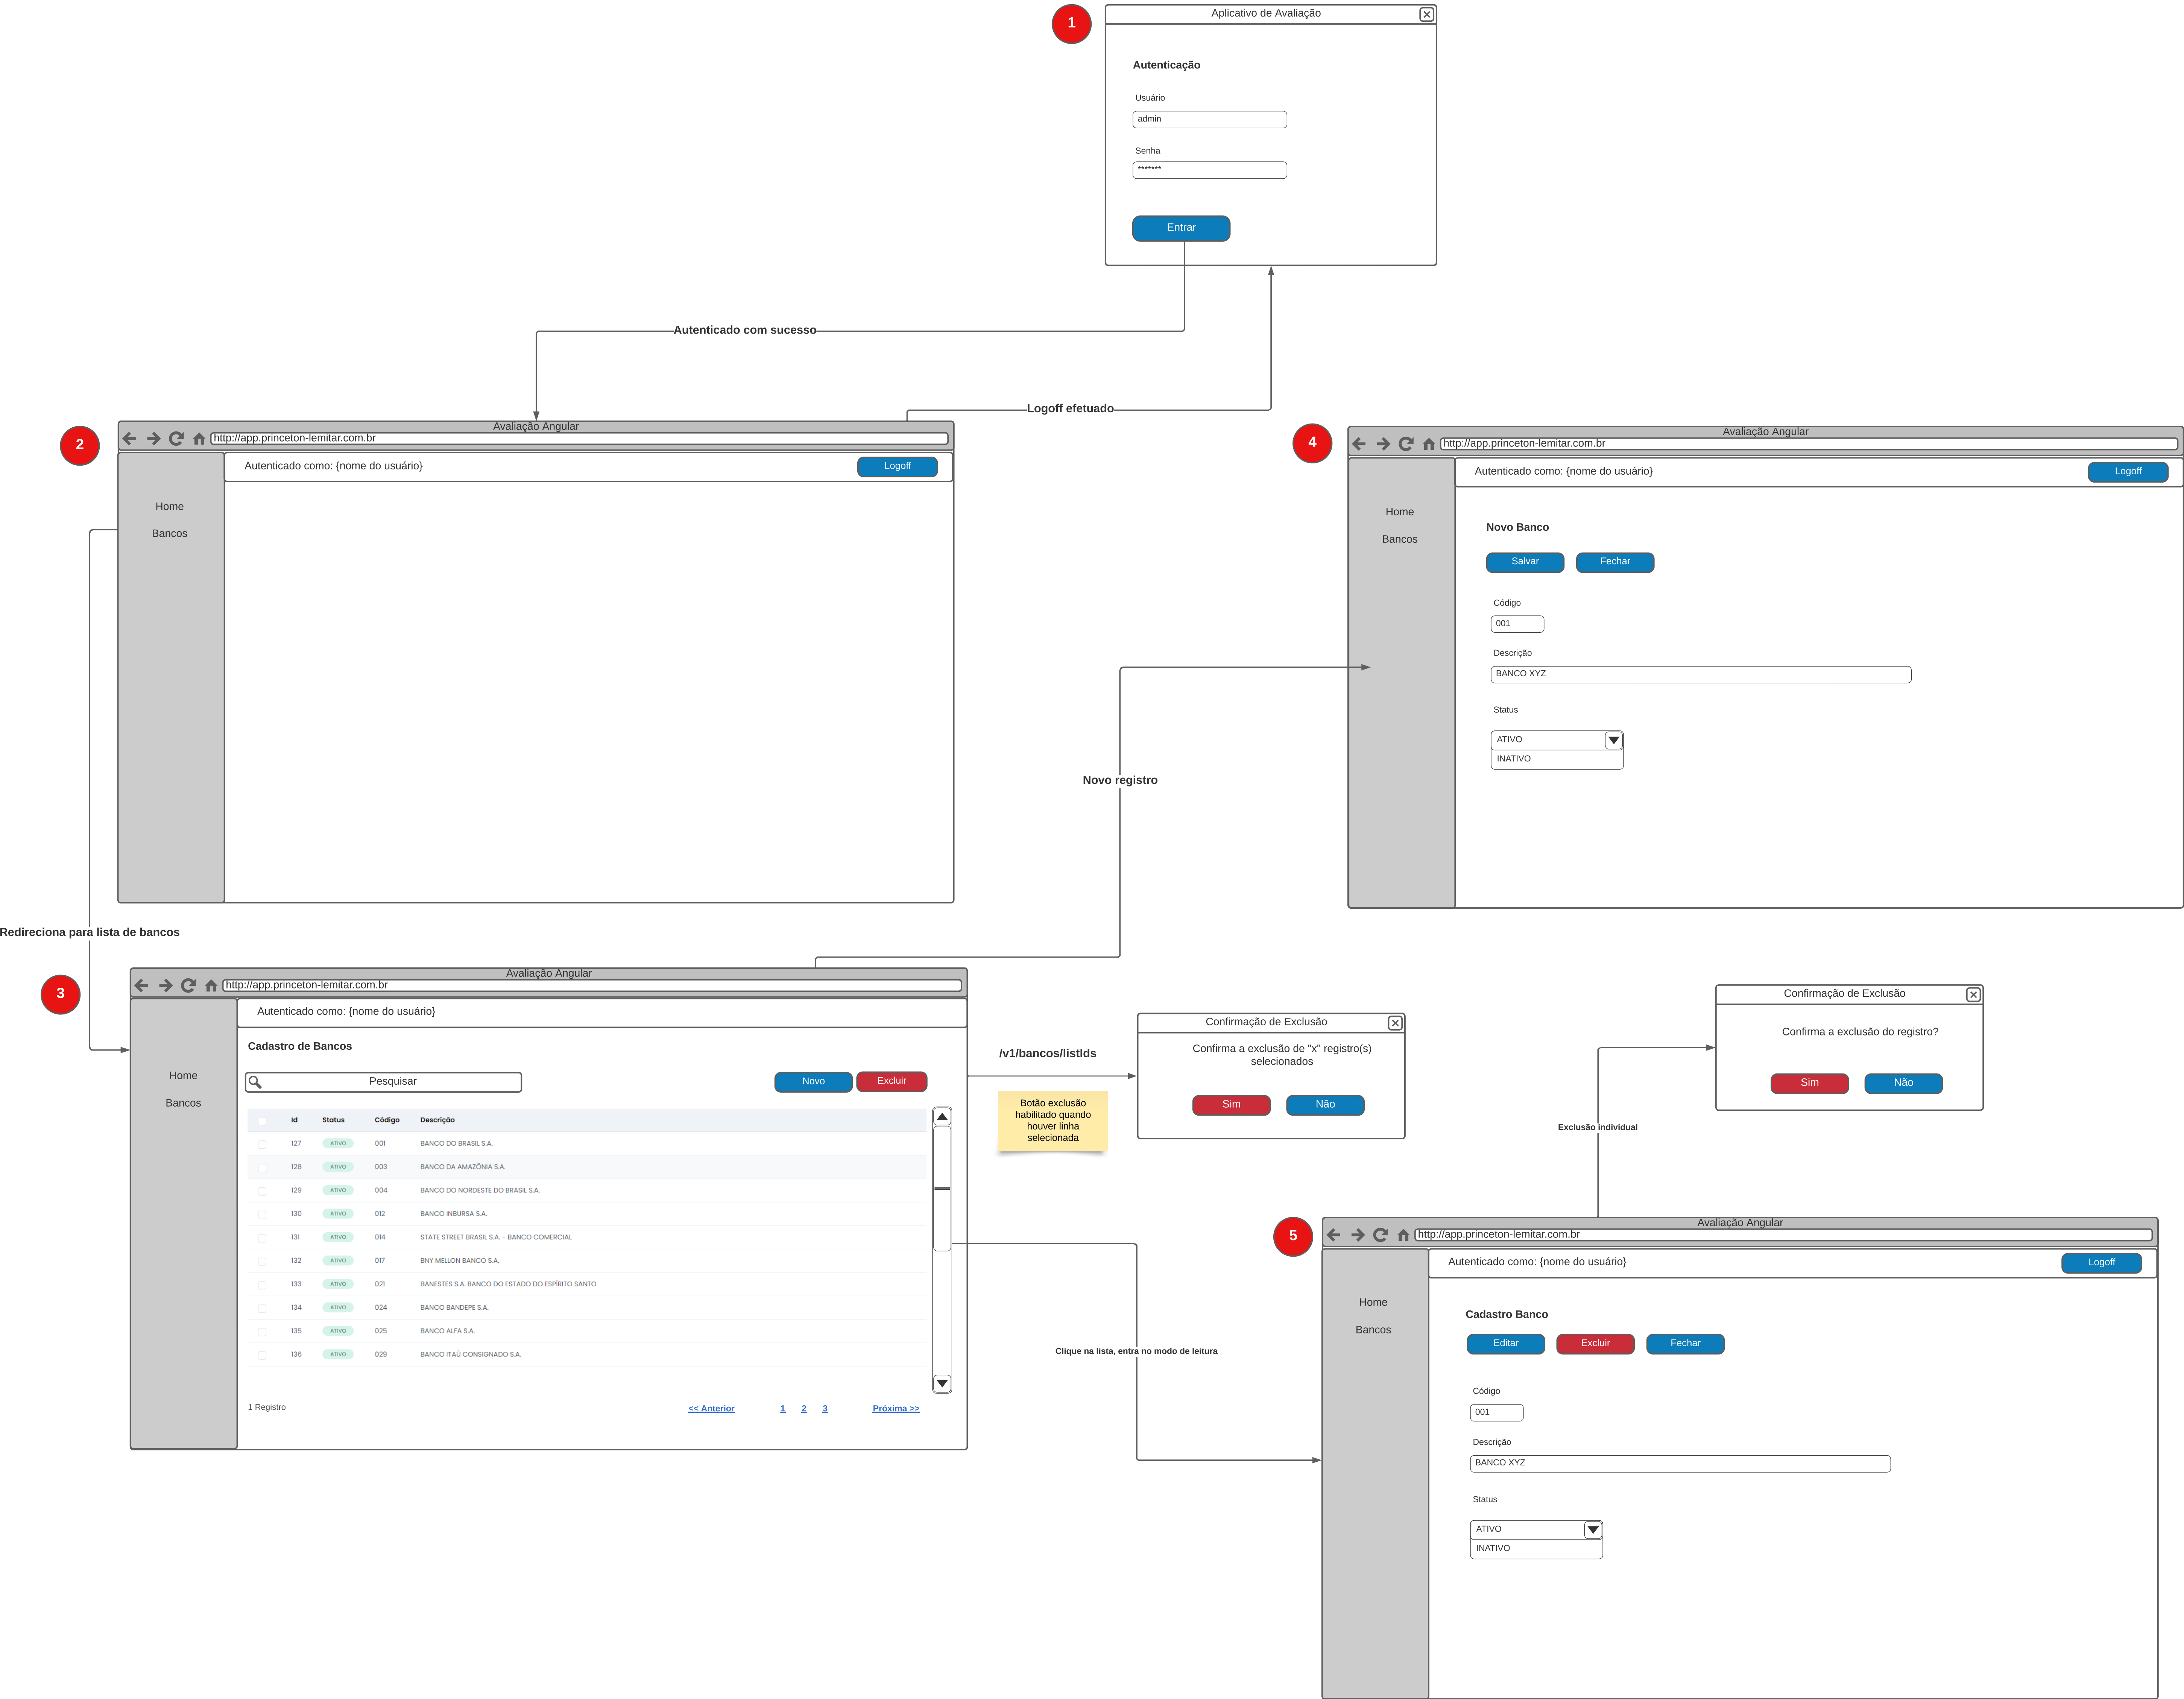 1
Aplicativo de Avaliação
Autenticação
Usuário
admin
Senha
*******
Entrar
Autenticado com sucesso
Logoff efetuado
2
Avaliação Angular
http://app.princeton-lemitar.com.br
Autenticado como: {nome do usuário}
Logoff
Home
Bancos
4
Avaliação Angular
http://app.princeton-lemitar.com.br
Autenticado como: {nome do usuário}
Logoff
Home
Bancos
Novo Banco
Salvar
Fechar
Código
001
Descrição
BANCO XYZ
Status
ATIVO
INATIVO
Novo registro
Redireciona para lista de bancos
3
Avaliação Angular
http://app.princeton-lemitar.com.br
Autenticado como: {nome do usuário}
Home
Bancos
Cadastro de Bancos
Pesquisar
Novo
Excluir
Id Status Código Descrição
127 ATIVO 001 BANCO DO BRASIL S.A.
128 ATIVO 003 BANCO DA AMAZÔNIA S.A.
129 ATIVO 004 BANCO DO NORDESTE DO BRASIL S.A.
130 ATIVO 012 BANCO INBURSA S.A.
131 ATIVO 014 STATE STREET BRASIL S.A. - BANCO COMERCIAL
132 ATIVO 017 BNY MELLON BANCO S.A.
133 ATIVO 021 BANESTES S.A. BANCO DO ESTADO DO ESPÍRITO SANTO
134 ATIVO 024 BANCO BANDEPE S.A.
135 ATIVO 025 BANCO ALFA S.A.
136 ATIVO 029 BANCO ITAÚ CONSIGNADO S.A.
1 Registro
<< Anterior 1 2 3 Próxima >>
/v1/bancos/listIds
Botão exclusão
habilitado quando
houver linha
selecionada
Confirmação de Exclusão
Confirma a exclusão de "x" registro(s)
selecionados
Sim
Não
Confirmação de Exclusão
Confirma a exclusão do registro?
Sim
Não
Exclusão individual
Clique na lista, entra no modo de leitura
5
Avaliação Angular
http://app.princeton-lemitar.com.br
Autenticado como: {nome do usuário}
Logoff
Home
Bancos
Cadastro Banco
Editar
Excluir
Fechar
Código
001
Descrição
BANCO XYZ
Status
ATIVO
INATIVO